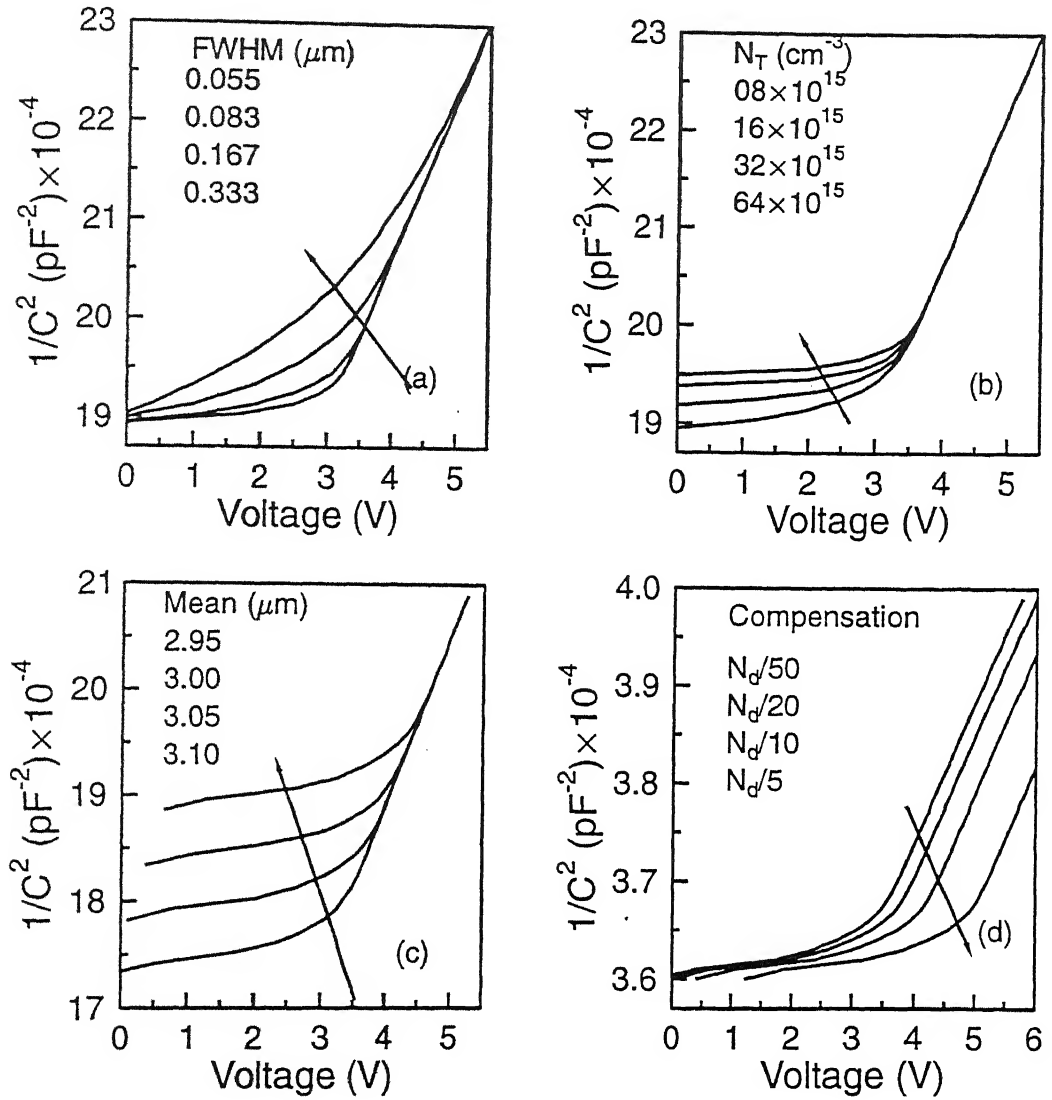 23
22
21
20
19
1/C² (pF⁻²)×10⁻⁴
FWHM (μm)
0.055
0.083
0.167
0.333
(a)
0 1 2 3 4 5
Voltage (V)
23
22
21
20
19
1/C² (pF⁻²)×10⁻⁴
N_T (cm⁻³)
08×10¹⁵
16×10¹⁵
32×10¹⁵
64×10¹⁵
(b)
0 1 2 3 4 5
Voltage (V)
21
20
19
18
17
1/C² (pF⁻²)×10⁻⁴
Mean (μm)
2.95
3.00
3.05
3.10
(c)
0 1 2 3 4 5
Voltage (V)
4.0
3.9
3.8
3.7
3.6
1/C² (pF⁻²)×10⁻⁴
Compensation
N_d/50
N_d/20
N_d/10
N_d/5
(d)
0 1 2 3 4 5 6
Voltage (V)